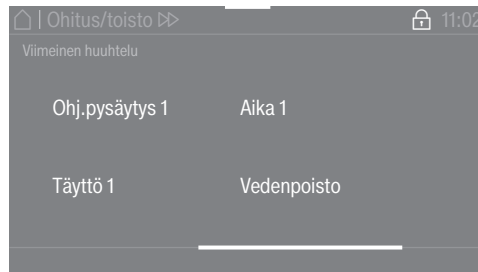 | Ohitus/toisto 11:02
Viimeinen huuhtelu
Ohj.pysäytys 1 Aika 1
Täyttö 1 Vedenpoisto